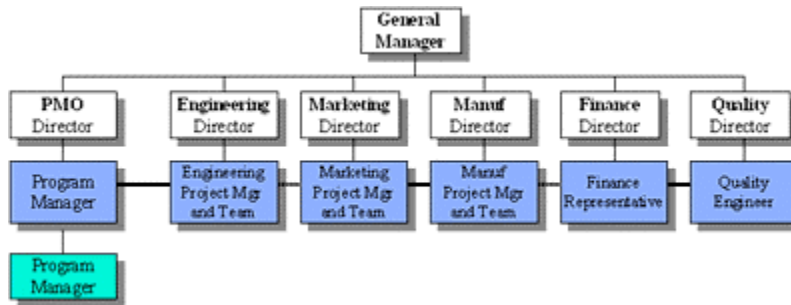 General
Manager
PMO
Director
Engineering
Director
Marketing
Director
Manuf
Director
Finance
Director
Quality
Director
Program
Manager
Engineering
Project Mgr
and Team
Marketing
Project Mgr
and Team
Manuf
Project Mgr
and Team
Finance
Representative
Quality
Engineer
Program
Manager